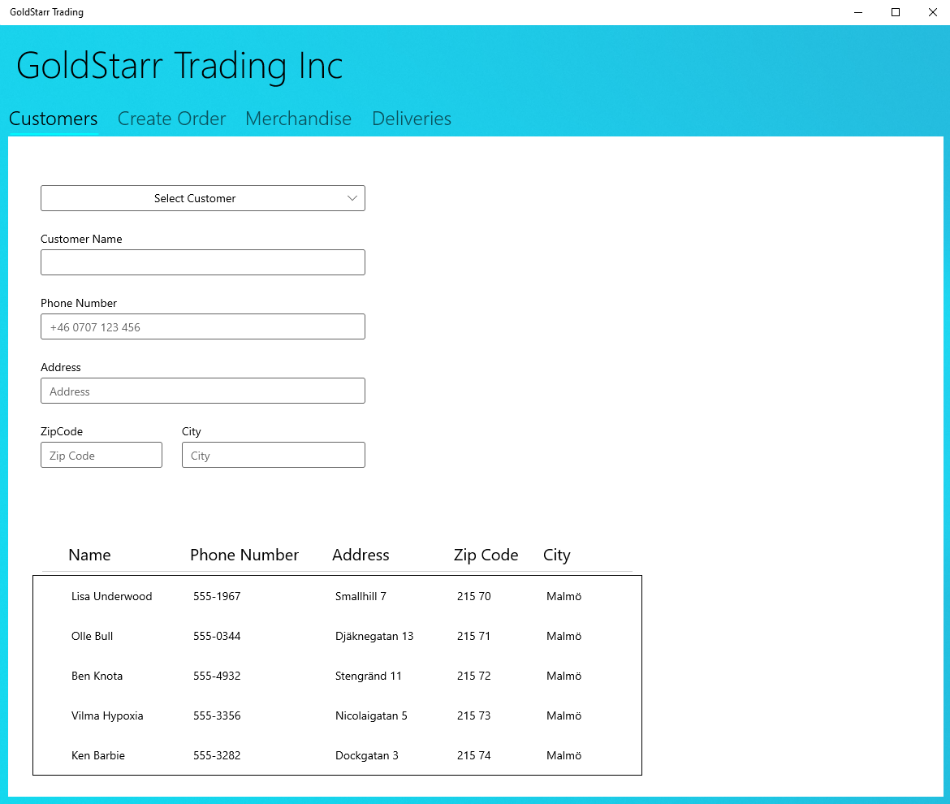 GoldStarr Trading
GoldStarr Trading Inc
Customers Create Order Merchandise Deliveries
Select Customer
Customer Name
Phone Number
+46 0707 123 456
Address
Address
ZipCode City
Zip Code City
Name Phone Number Address Zip Code City
Lisa Underwood 555-1967 Smallhill 7 215 70 Malmö
Olle Bull 555-0344 Djäknegatan 13 215 71 Malmö
Ben Knota 555-4932 Stengränd 11 215 72 Malmö
Vilma Hypoxia 555-3356 Nicolaigatan 5 215 73 Malmö
Ken Barbie 555-3282 Dockgatan 3 215 74 Malmö